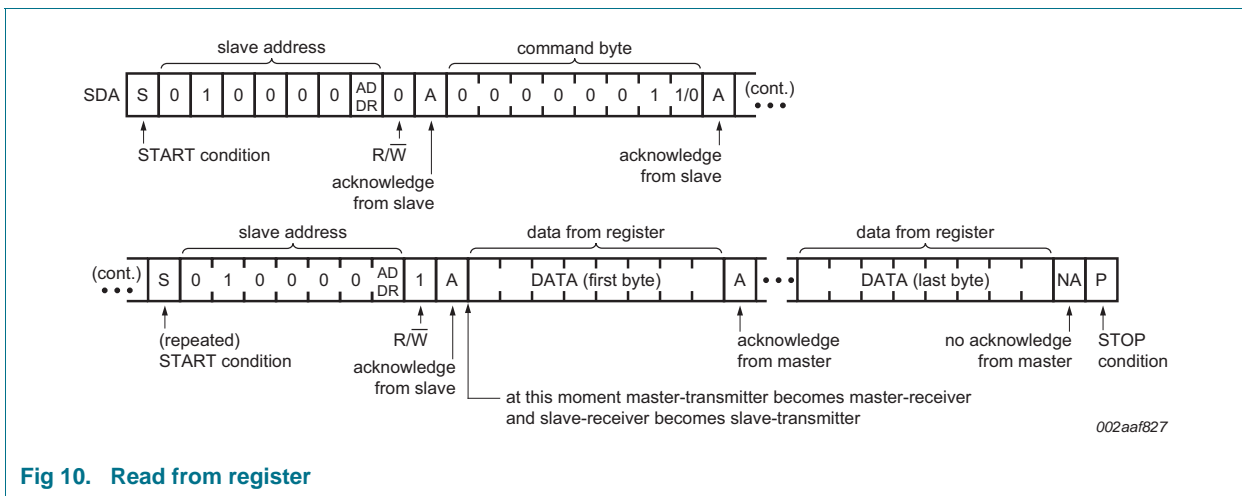 slave address command byte
SDA S 0 1 0 0 0 0 AD DR 0 A 0 0 0 0 0 0 1 1/0 A (cont.)
START condition R/W acknowledge
acknowledge from slave
from slave
slave address data from register data from register
(cont.) S 0 1 0 0 0 0 AD DR 1 A DATA (first byte) A DATA (last byte) NA P
(repeated) R/W acknowledge no acknowledge STOP
START condition acknowledge from master from master condition
from slave
at this moment master-transmitter becomes master-receiver
and slave-receiver becomes slave-transmitter
002aaf827
Fig 10. Read from register